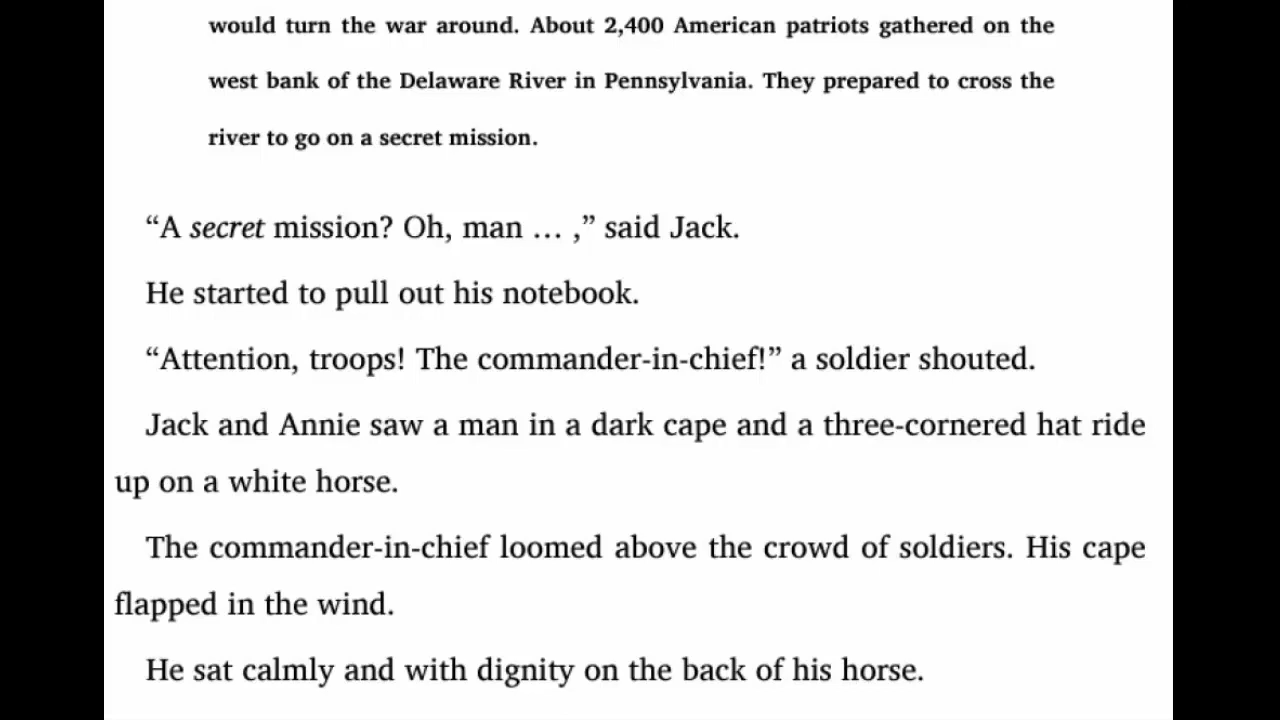 would turn the war around. About 2,400 American patriots gathered on the
west bank of the Delaware River in Pennsylvania. They prepared to cross the
river to go on a secret mission.
“A secret mission? Oh, man … ,” said Jack.
He started to pull out his notebook.
“Attention, troops! The commander-in-chief!” a soldier shouted.
Jack and Annie saw a man in a dark cape and a three-cornered hat ride
up on a white horse.
The commander-in-chief loomed above the crowd of soldiers. His cape
flapped in the wind.
He sat calmly and with dignity on the back of his horse.